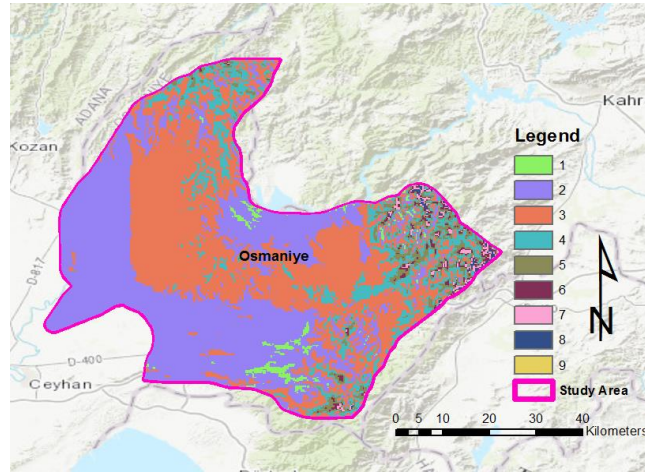 ADANA
Kozan
Kahr
Legend
1
2
3
4
5
6
7
8
9
Study Area
D-817
Osmaniye
N
D-400
Ceyhan
0 5 10 20 30 40
Kilometers